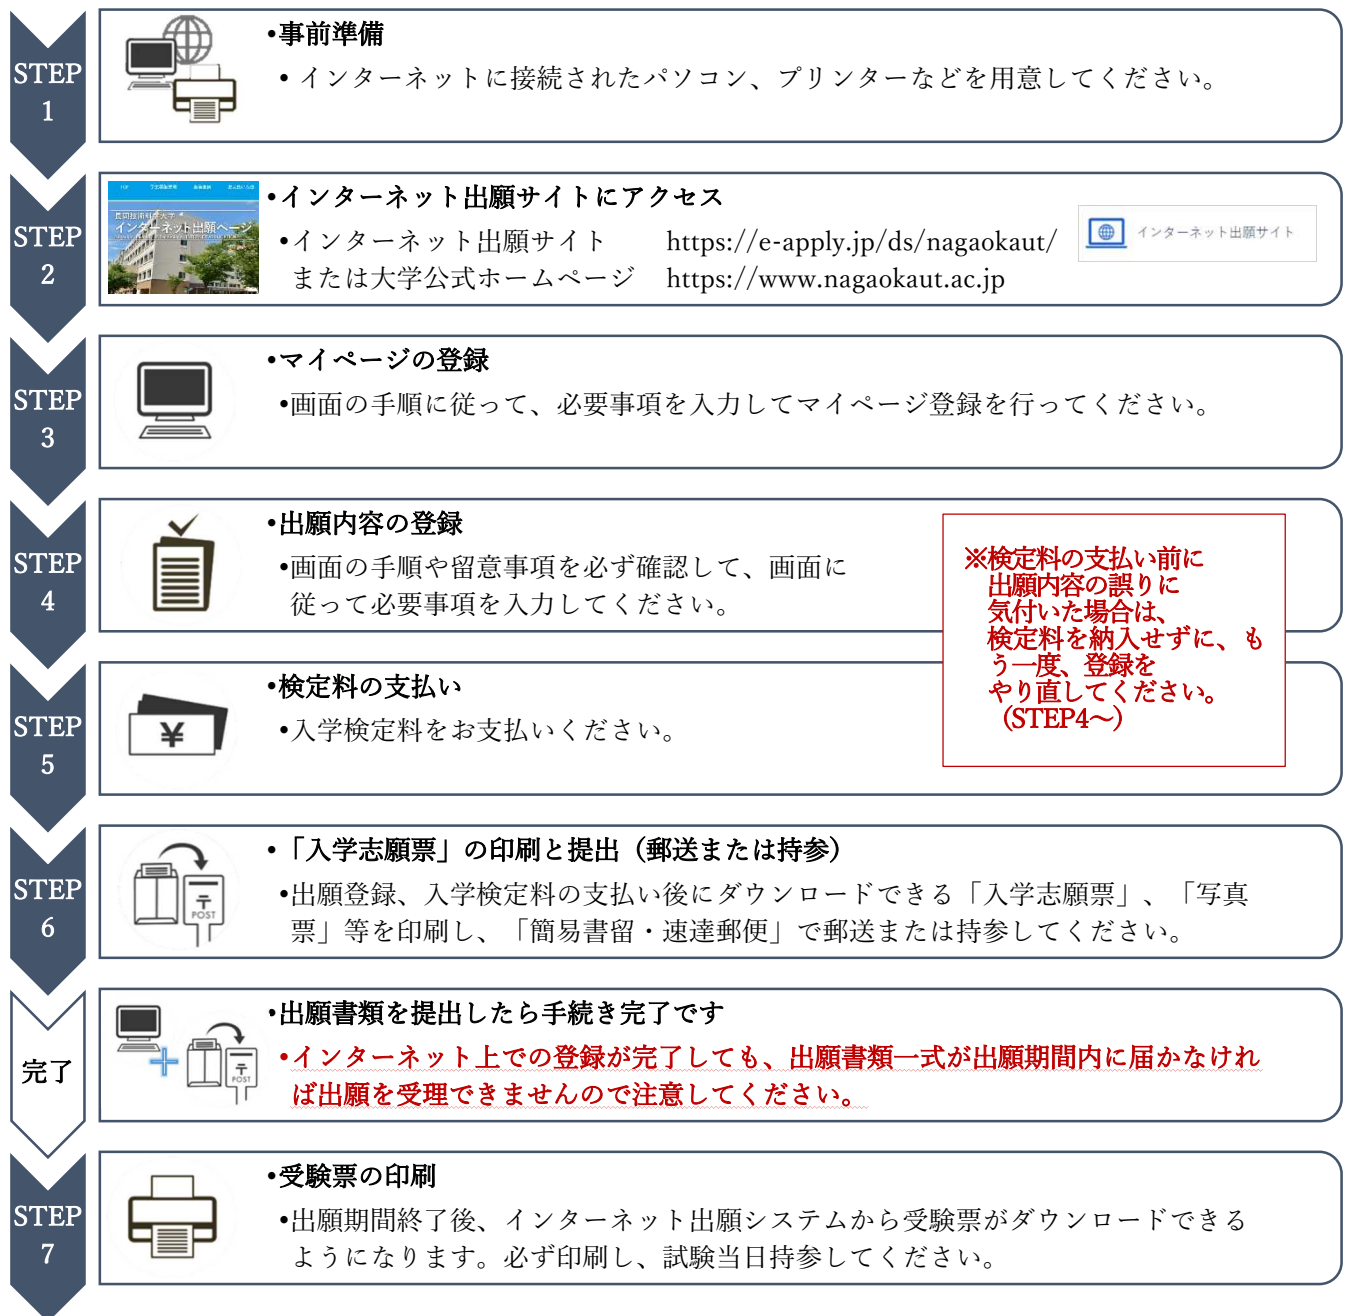 STEP
1
•事前準備
•インターネットに接続されたパソコン、プリンターなどを用意してください。
STEP
2
長岡技術科学大学
インターネット出願ページ
•インターネット出願サイトにアクセス
•インターネット出願サイト https://e-apply.jp/ds/nagaokaut/
または大学公式ホームページ https://www.nagaokaut.ac.jp
インターネット出願サイト
STEP
3
•マイページの登録
•画面の手順に従って、必要事項を入力してマイページ登録を行ってください。
STEP
4
•出願内容の登録
•画面の手順や留意事項を必ず確認して、画面に
従って必要事項を入力してください。
※検定料の支払い前に
出願内容の誤りに
気付いた場合は、
検定料を納入せずに、も
う一度、登録を
やり直してください。
（STEP4～）
STEP
5
¥
•検定料の支払い
•入学検定料をお支払いください。
STEP
6
〒
POST
•「入学志願票」の印刷と提出（郵送または持参）
•出願登録、入学検定料の支払い後にダウンロードできる「入学志願票」、「写真
票」等を印刷し、「簡易書留・速達郵便」で郵送または持参してください。
完了
〒
POST
•出願書類を提出したら手続き完了です
•インターネット上での登録が完了しても、出願書類一式が出願期間内に届かなけれ
ば出願を受理できませんので注意してください。
STEP
7
•受験票の印刷
•出願期間終了後、インターネット出願システムから受験票がダウンロードできる
ようになります。必ず印刷し、試験当日持参してください。